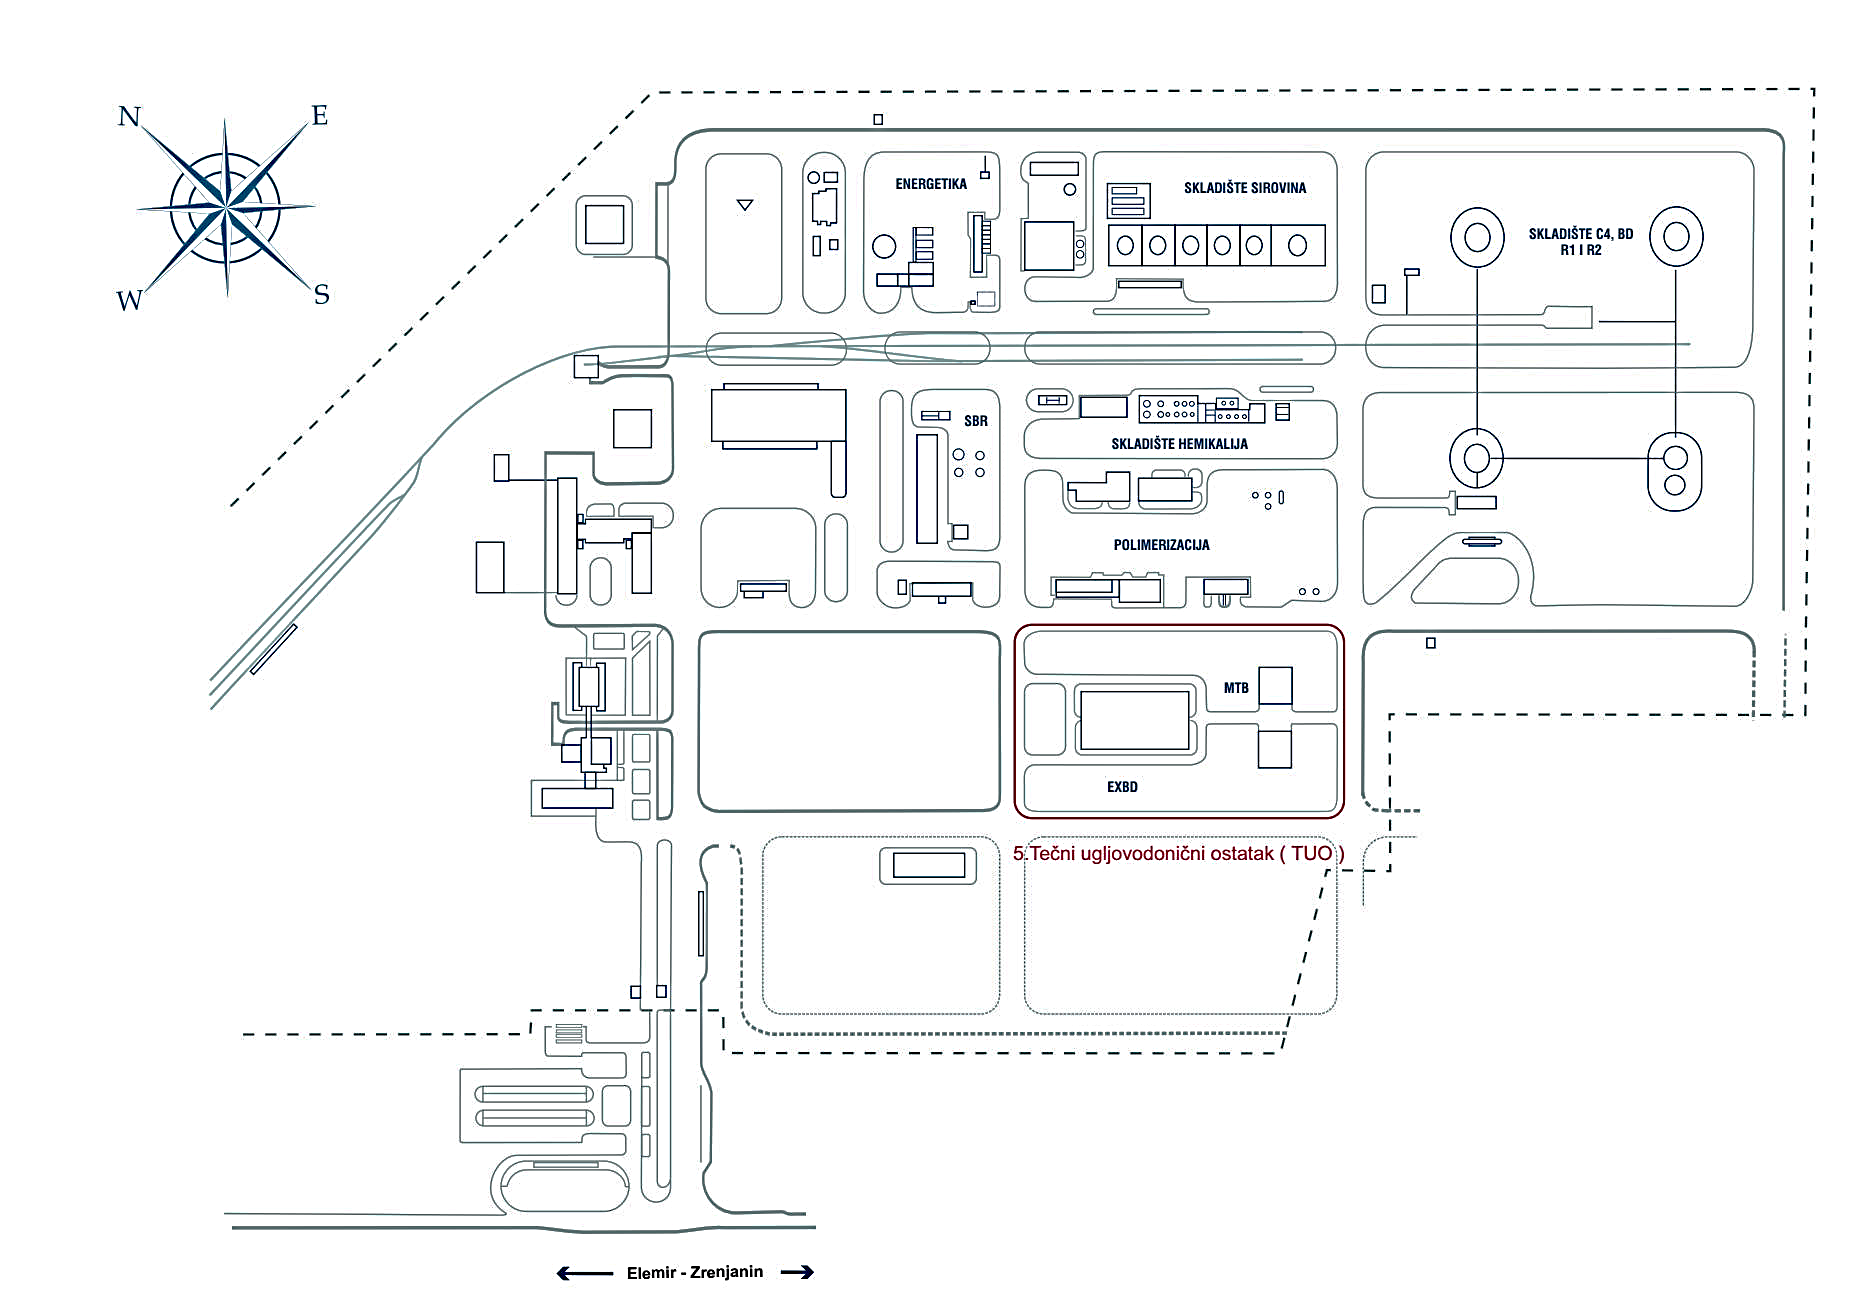 N
E
W
S
ENERGETIKA
SKLADIŠTE SIROVINA
SKLADIŠTE C4, BD
R1 I R2
SBR
SKLADIŠTE HEMIKALIJA
POLIMERIZACIJA
MTB
EXBD
5.Tečni ugljovodonični ostatak ( TUO )
Elemir - Zrenjanin